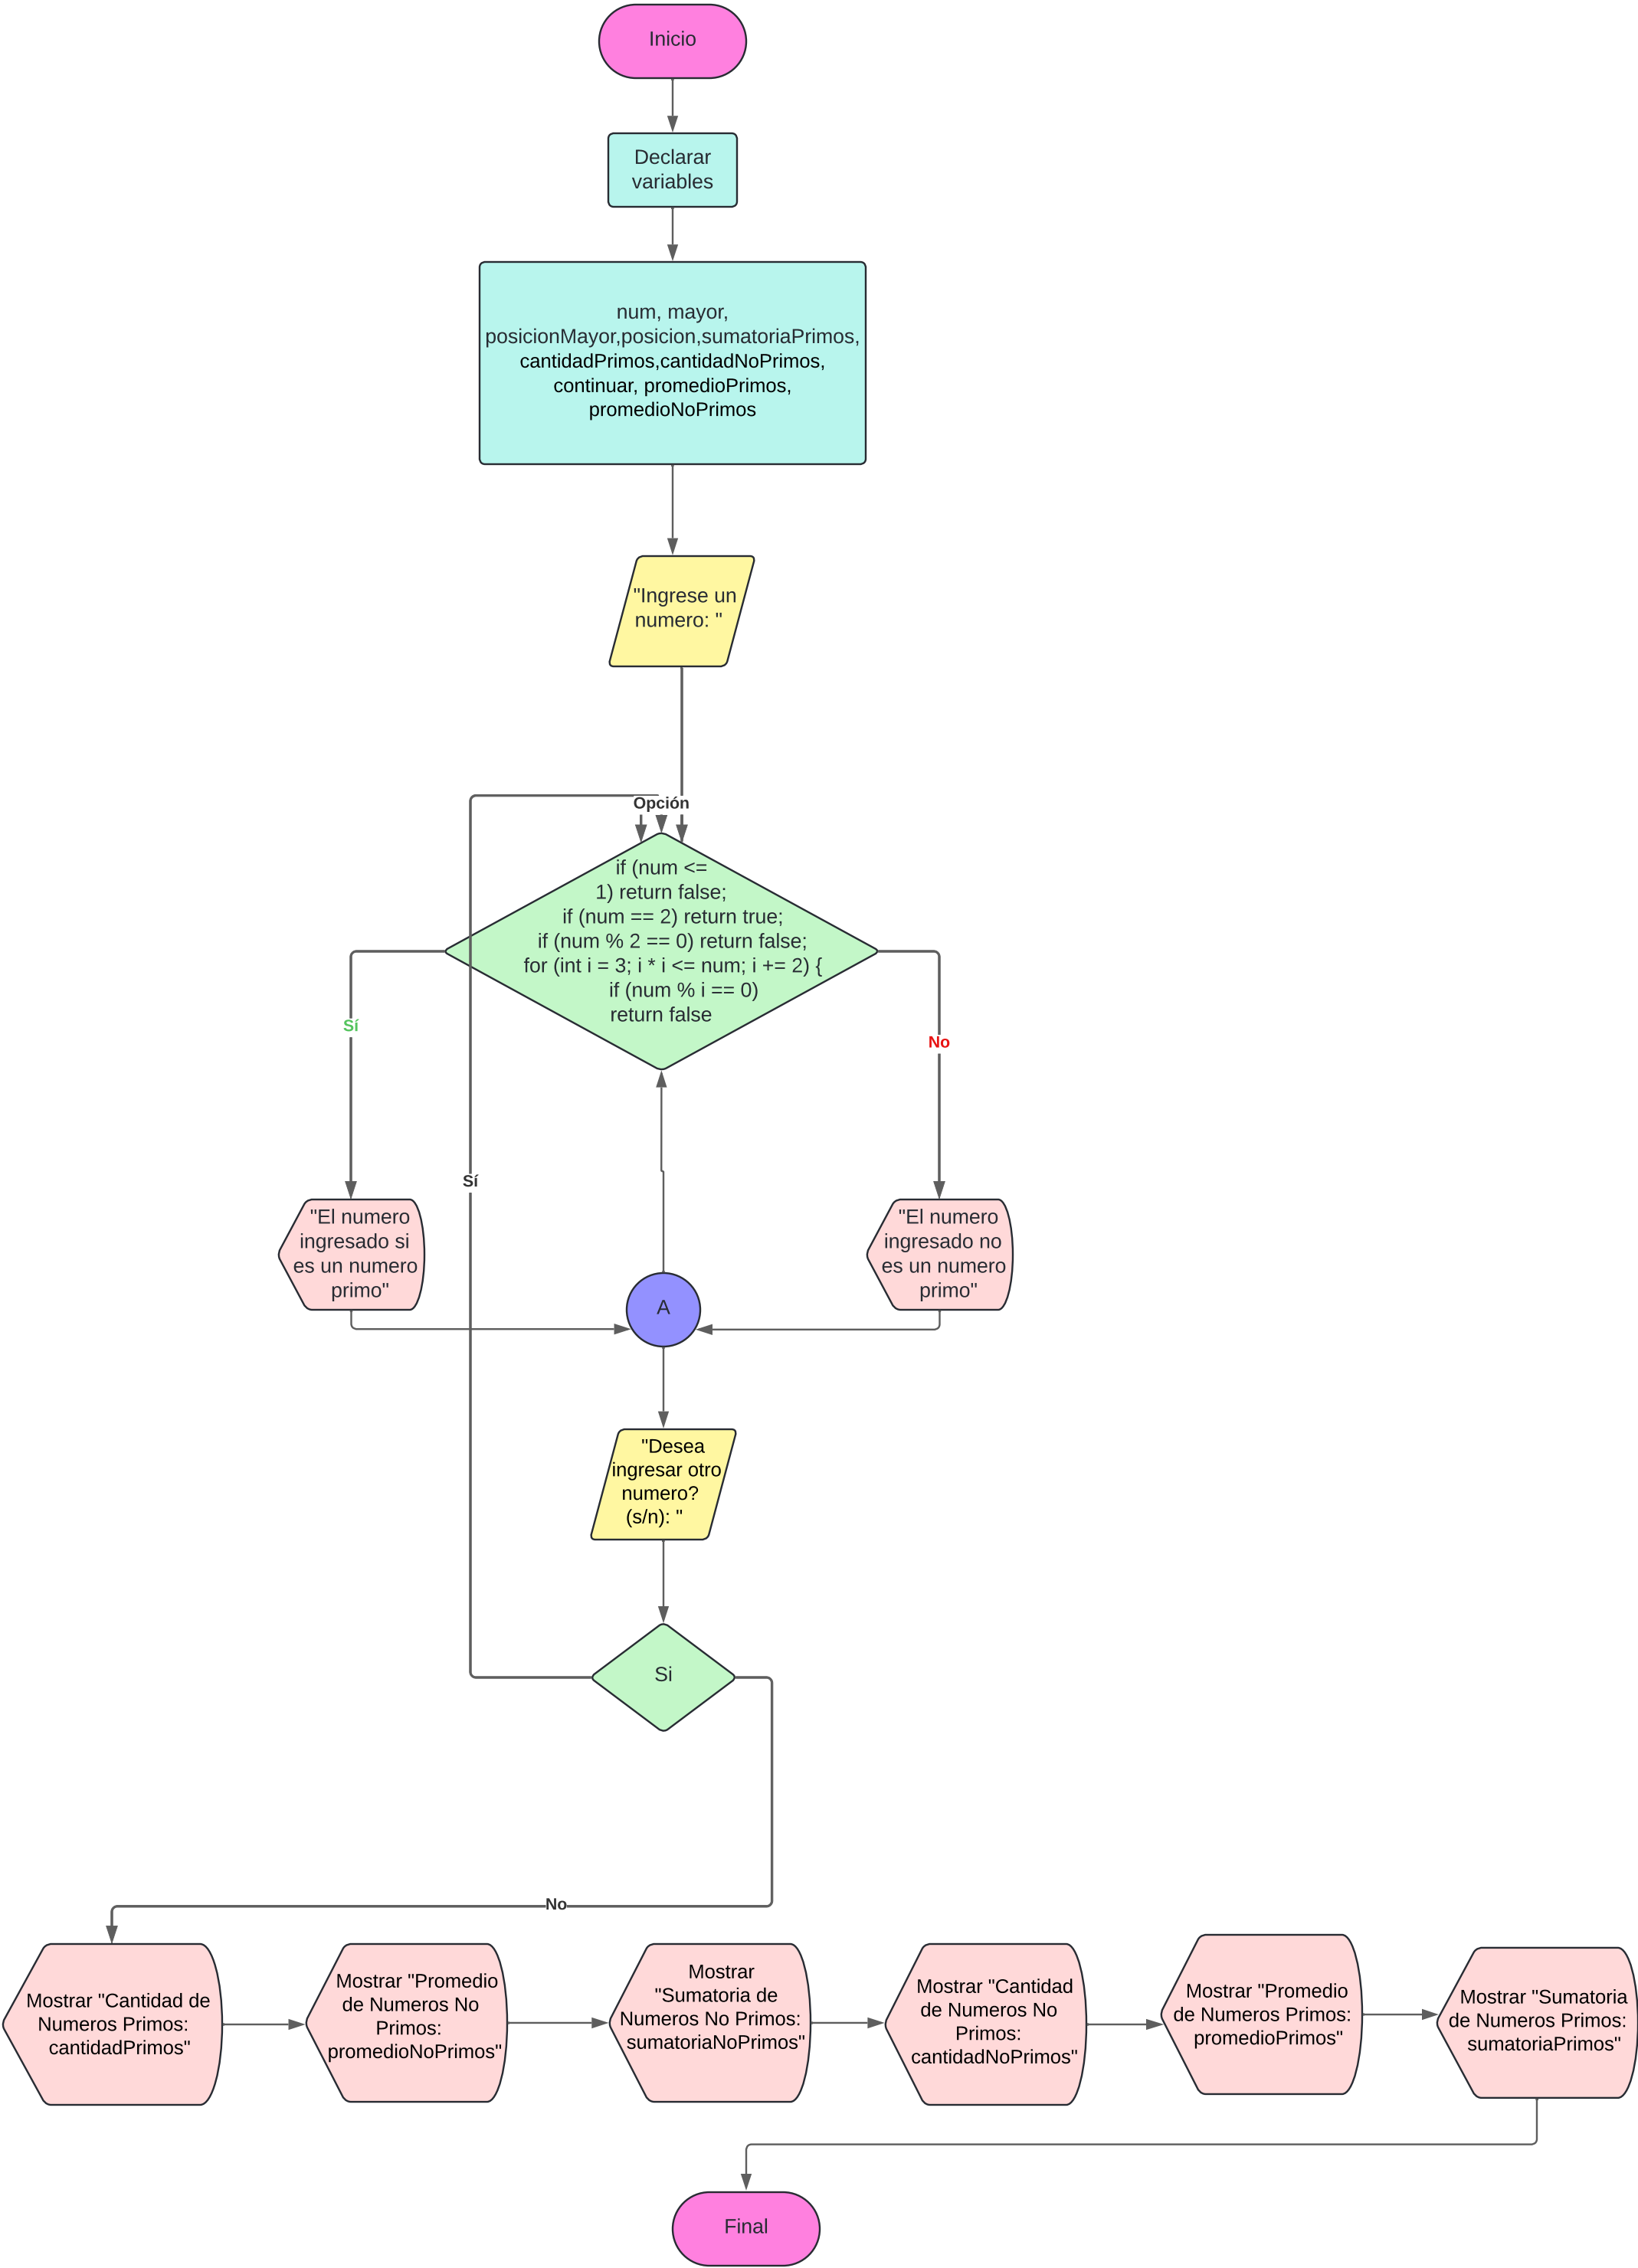 Inicio
Declarar
variables
num, mayor,
posicionMayor,posicion,sumatoriaPrimos,
cantidadPrimos,cantidadNoPrimos,
continuar, promedioPrimos,
promedioNoPrimos
"Ingrese un
numero: "
Opción
if (num <=
1) return false;
if (num == 2) return true;
if (num % 2 == 0) return false;
for (int i = 3; i * i <= num; i += 2) {
if (num % i == 0)
return false
Sí
No
Sí
"El numero
ingresado si
es un numero
primo"
"El numero
ingresado no
es un numero
primo"
A
"Desea
ingresar otro
numero?
(s/n): "
Si
No
Mostrar "Cantidad de
Numeros Primos:
cantidadPrimos"
Mostrar "Promedio
de Numeros No
Primos:
promedioNoPrimos"
Mostrar
"Sumatoria de
Numeros No Primos:
sumatoriaNoPrimos"
Mostrar "Cantidad
de Numeros No
Primos:
cantidadNoPrimos"
Mostrar "Promedio
de Numeros Primos:
promedioPrimos"
Mostrar "Sumatoria
de Numeros Primos:
sumatoriaPrimos"
Final